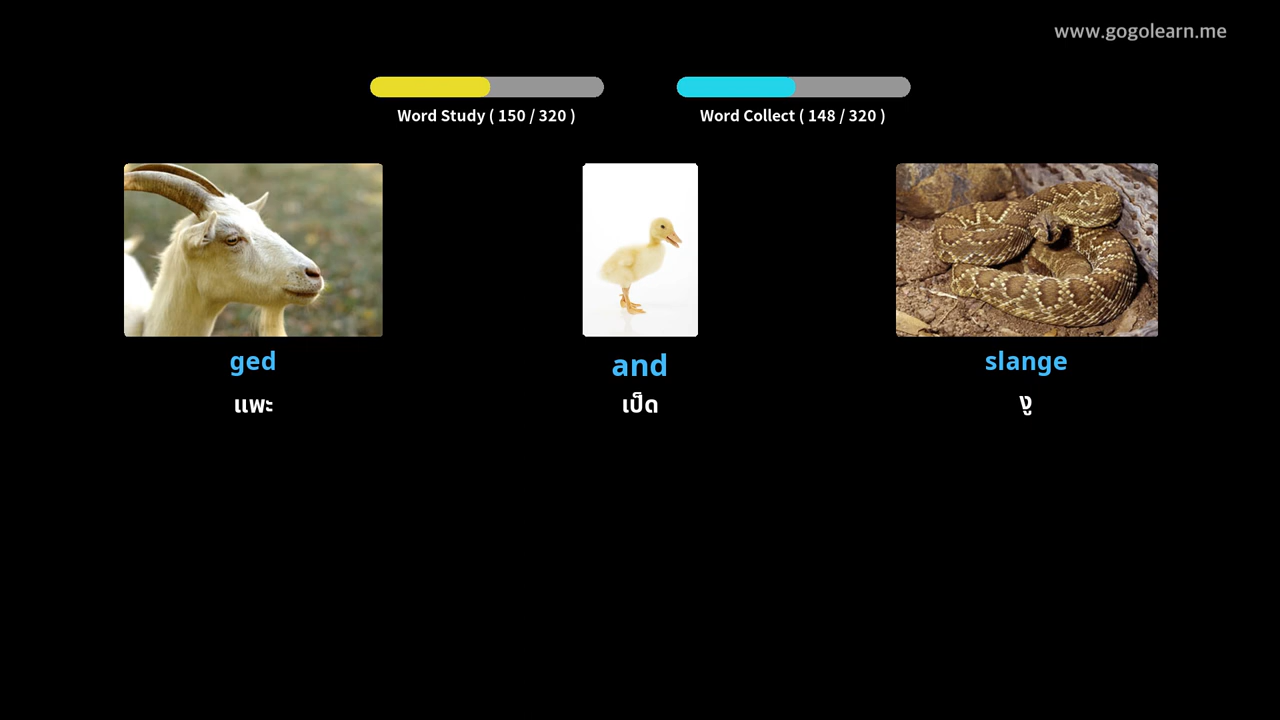 www.gogolearn.me
Word Study ( 150 / 320 )
Word Collect ( 148 / 320 )
ged
and
slange
แพะ
เป็ด
งู